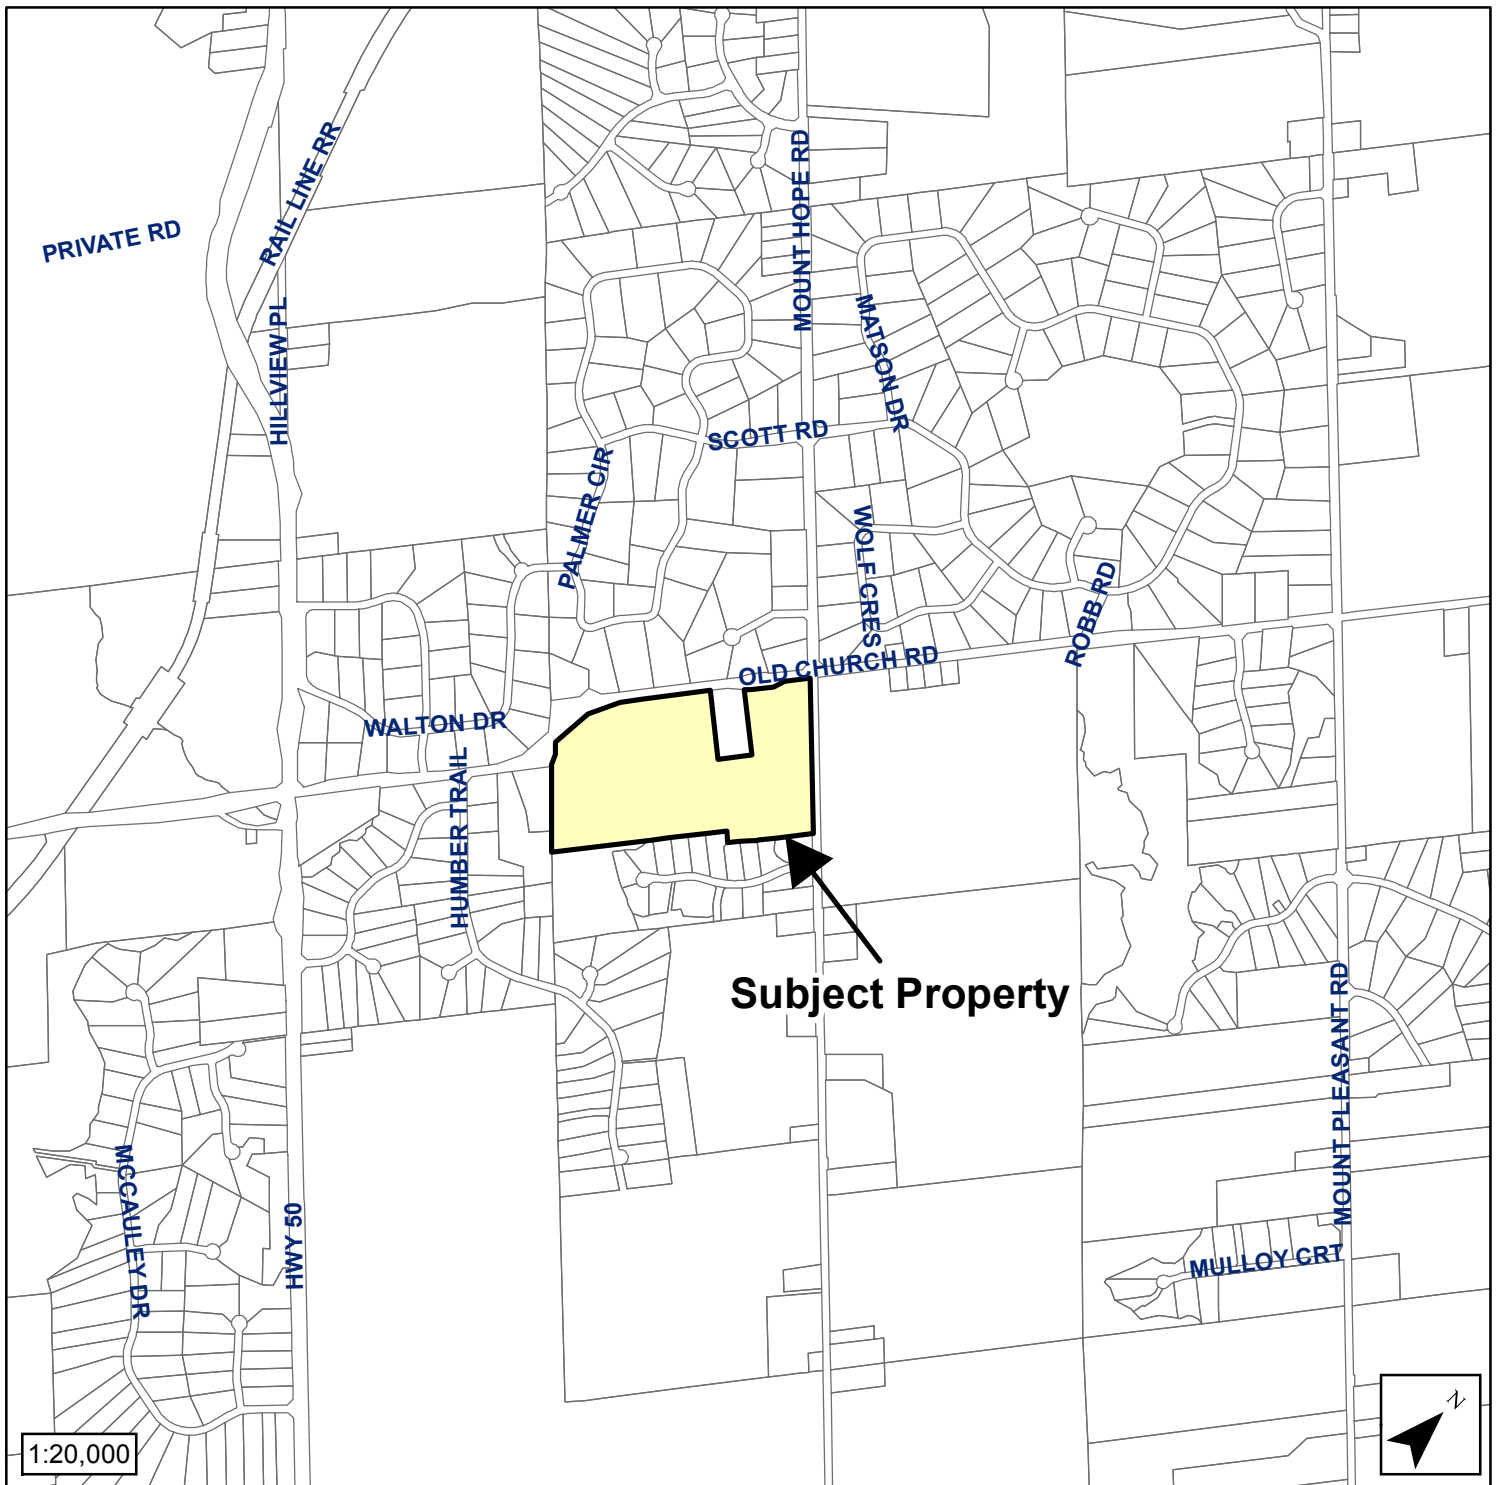 MOUNT HOPE RD
RAIL LINE RR
PRIVATE RD
HILLVIEW PL
MATSON DR
SCOTT RD
PALMER CIR
WOLF CRES
ROBB RD
OLD CHURCH RD
WALTON DR
HUMBER TRAIL
Subject Property
MOUNT PLEASANT RD
MCCAULEY DR
HWY 50
MULLOY CRT
N
1:20,000